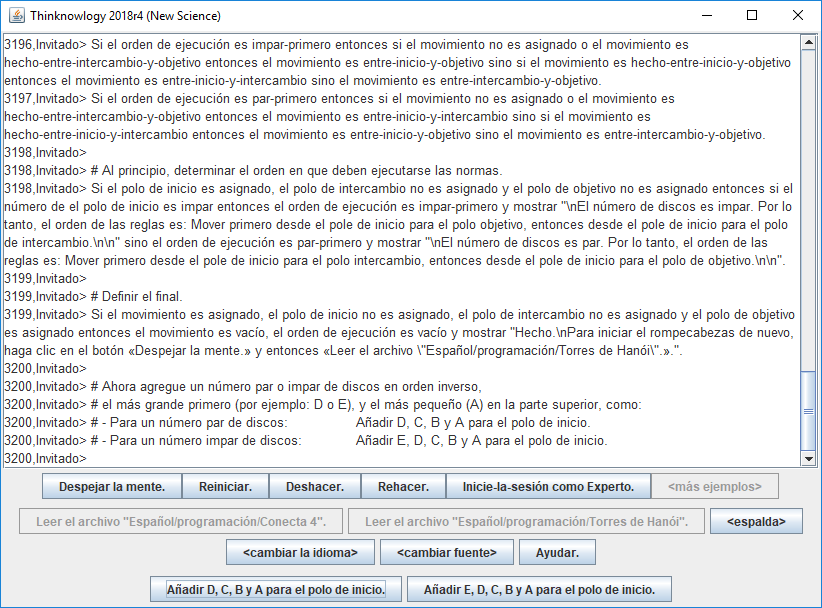 Thinknowlogy 2018r4 (New Science)
3196,Invitado> Si el orden de ejecución es impar-primero entonces si el movimiento no es asignado o el movimiento es
hecho-entre-intercambio-y-objetivo entonces el movimiento es entre-inicio-y-objetivo sino si el movimiento es hecho-entre-inicio-y-objetivo
entonces el movimiento es entre-inicio-y-intercambio sino el movimiento es entre-intercambio-y-objetivo.
3197,Invitado> Si el orden de ejecución es par-primero entonces si el movimiento no es asignado o el movimiento es
hecho-entre-intercambio-y-objetivo entonces el movimiento es entre-inicio-y-intercambio sino si el movimiento es
hecho-entre-inicio-y-intercambio entonces el movimiento es entre-inicio-y-objetivo sino el movimiento es entre-intercambio-y-objetivo.
3198,Invitado>
3198,Invitado> # Al principio, determinar el orden en que deben ejecutarse las normas.
3198,Invitado> Si el polo de inicio es asignado, el polo de intercambio no es asignado y el polo de objetivo no es asignado entonces si el
número de el polo de inicio es impar entonces el orden de ejecución es impar-primero y mostrar "\nEl número de discos es impar. Por lo
tanto, el orden de las reglas es: Mover primero desde el pole de inicio para el polo objetivo, entonces desde el pole de inicio para el polo
de intercambio.\n\n" sino el orden de ejecución es par-primero y mostrar "\nEl número de discos es par. Por lo tanto, el orden de las
reglas es: Mover primero desde el pole de inicio para el polo intercambio, entonces desde el pole de inicio para el polo de objetivo.\n\n".
3199,Invitado>
3199,Invitado> # Definir el final.
3199,Invitado> Si el movimiento es asignado, el polo de inicio no es asignado, el polo de intercambio no es asignado y el polo de objetivo
es asignado entonces el movimiento es vacío, el orden de ejecución es vacío y mostrar "Hecho.\nPara iniciar el rompecabezas de nuevo,
haga clic en el botón «Despejar la mente.» y entonces «Leer el archivo \"Español/programación/Torres de Hanói\".».".
3200,Invitado>
3200,Invitado> # Ahora agregue un número par o impar de discos en orden inverso,
3200,Invitado> # el más grande primero (por ejemplo: D o E), y el más pequeño (A) en la parte superior, como:
3200,Invitado> # - Para un número par de discos: Añadir D, C, B y A para el polo de inicio.
3200,Invitado> # - Para un número impar de discos: Añadir E, D, C, B y A para el polo de inicio.
3200,Invitado>
Despejar la mente. Reiniciar. Deshacer. Rehacer. Inicie-la-sesión como Experto. <más ejemplos>
Leer el archivo "Español/programación/Conecta 4". Leer el archivo "Español/programación/Torres de Hanói". <espalda>
<cambiar la idioma> <cambiar fuente> Ayudar.
Añadir D, C, B y A para el polo de inicio. Añadir E, D, C, B y A para el polo de inicio.